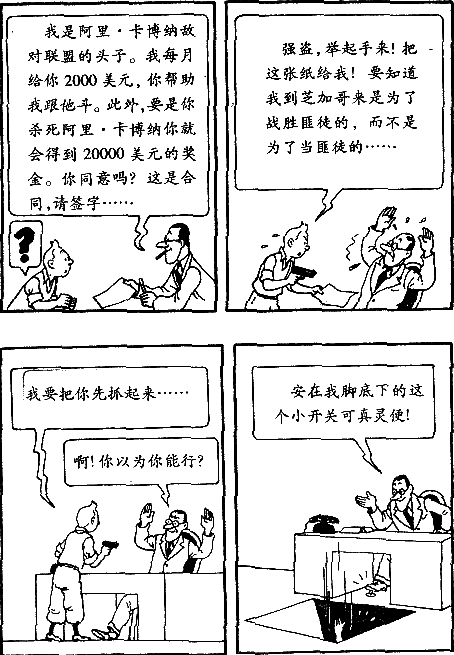 我是阿里·卡博纳敌
对联盟的头子。我每月
给你2000美元，你帮助
我跟他斗。此外，要是你
杀死阿里·卡博纳你就
会得到20000美元的奖
金。你同意吗？这是合
同，请签字……
?
强盗，举起手来！把
这张纸给我！要知道
我到芝加哥来是为了
战胜匪徒的，而不是
为了当匪徒的……
我要把你先抓起来……
啊！你以为你能行？
安在我脚底下的这
个小开关可真灵便！